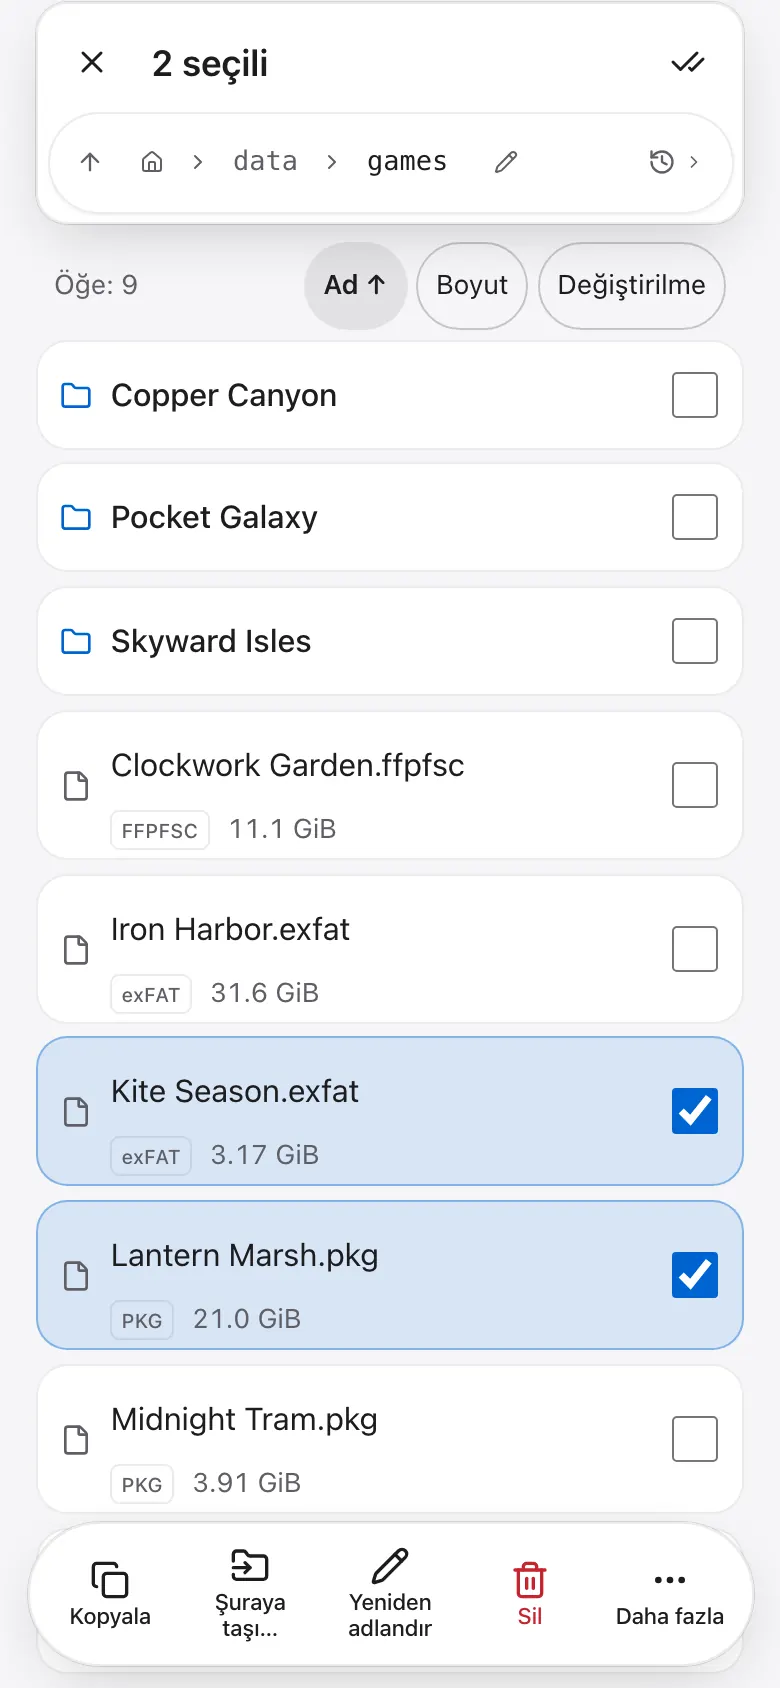 2 seçili
data
games
Öğe: 9
Ad ↑
Boyut
Değiştirilme
Copper Canyon
Pocket Galaxy
Skyward Isles
Clockwork Garden.ffpfsc
FFPFSC 11.1 GiB
Iron Harbor.exfat
exFAT 31.6 GiB
Kite Season.exfat
exFAT 3.17 GiB
Lantern Marsh.pkg
PKG 21.0 GiB
Midnight Tram.pkg
PKG 3.91 GiB
Kopyala
Şuraya
taşı...
Yeniden
adlandır
Sil
Daha fazla